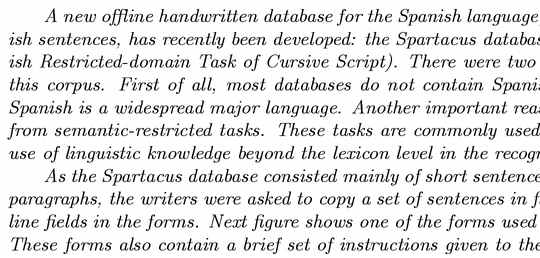 A new offline handwritten database for the Spanish language
ish sentences, has recently been developed: the Spartacus databas
ish Restricted-domain Task of Cursive Script). There were two
this corpus. First of all, most databases do not contain Spani
Spanish is a widespread major language. Another important rea
from semantic-restricted tasks. These tasks are commonly used
use of linguistic knowledge beyond the lexicon level in the recogn
As the Spartacus database consisted mainly of short sentence
paragraphs, the writers were asked to copy a set of sentences in f
line fields in the forms. Next figure shows one of the forms used
These forms also contain a brief set of instructions given to the